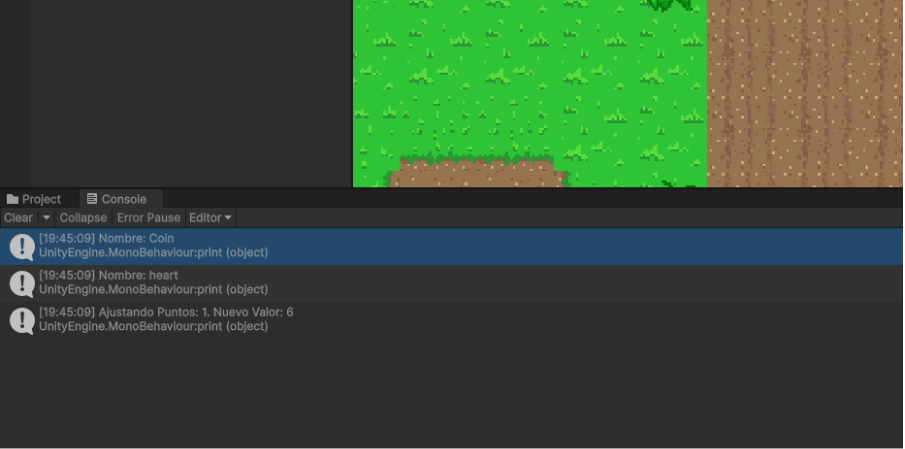 Project
Console
Clear Collapse Error Pause Editor
[19:45:09] Nombre: Coin
UnityEngine.MonoBehaviour:print (object)
[19:45:09] Nombre: heart
UnityEngine.MonoBehaviour:print (object)
[19:45:09] Ajustando Puntos: 1. Nuevo Valor: 6
UnityEngine.MonoBehaviour:print (object)